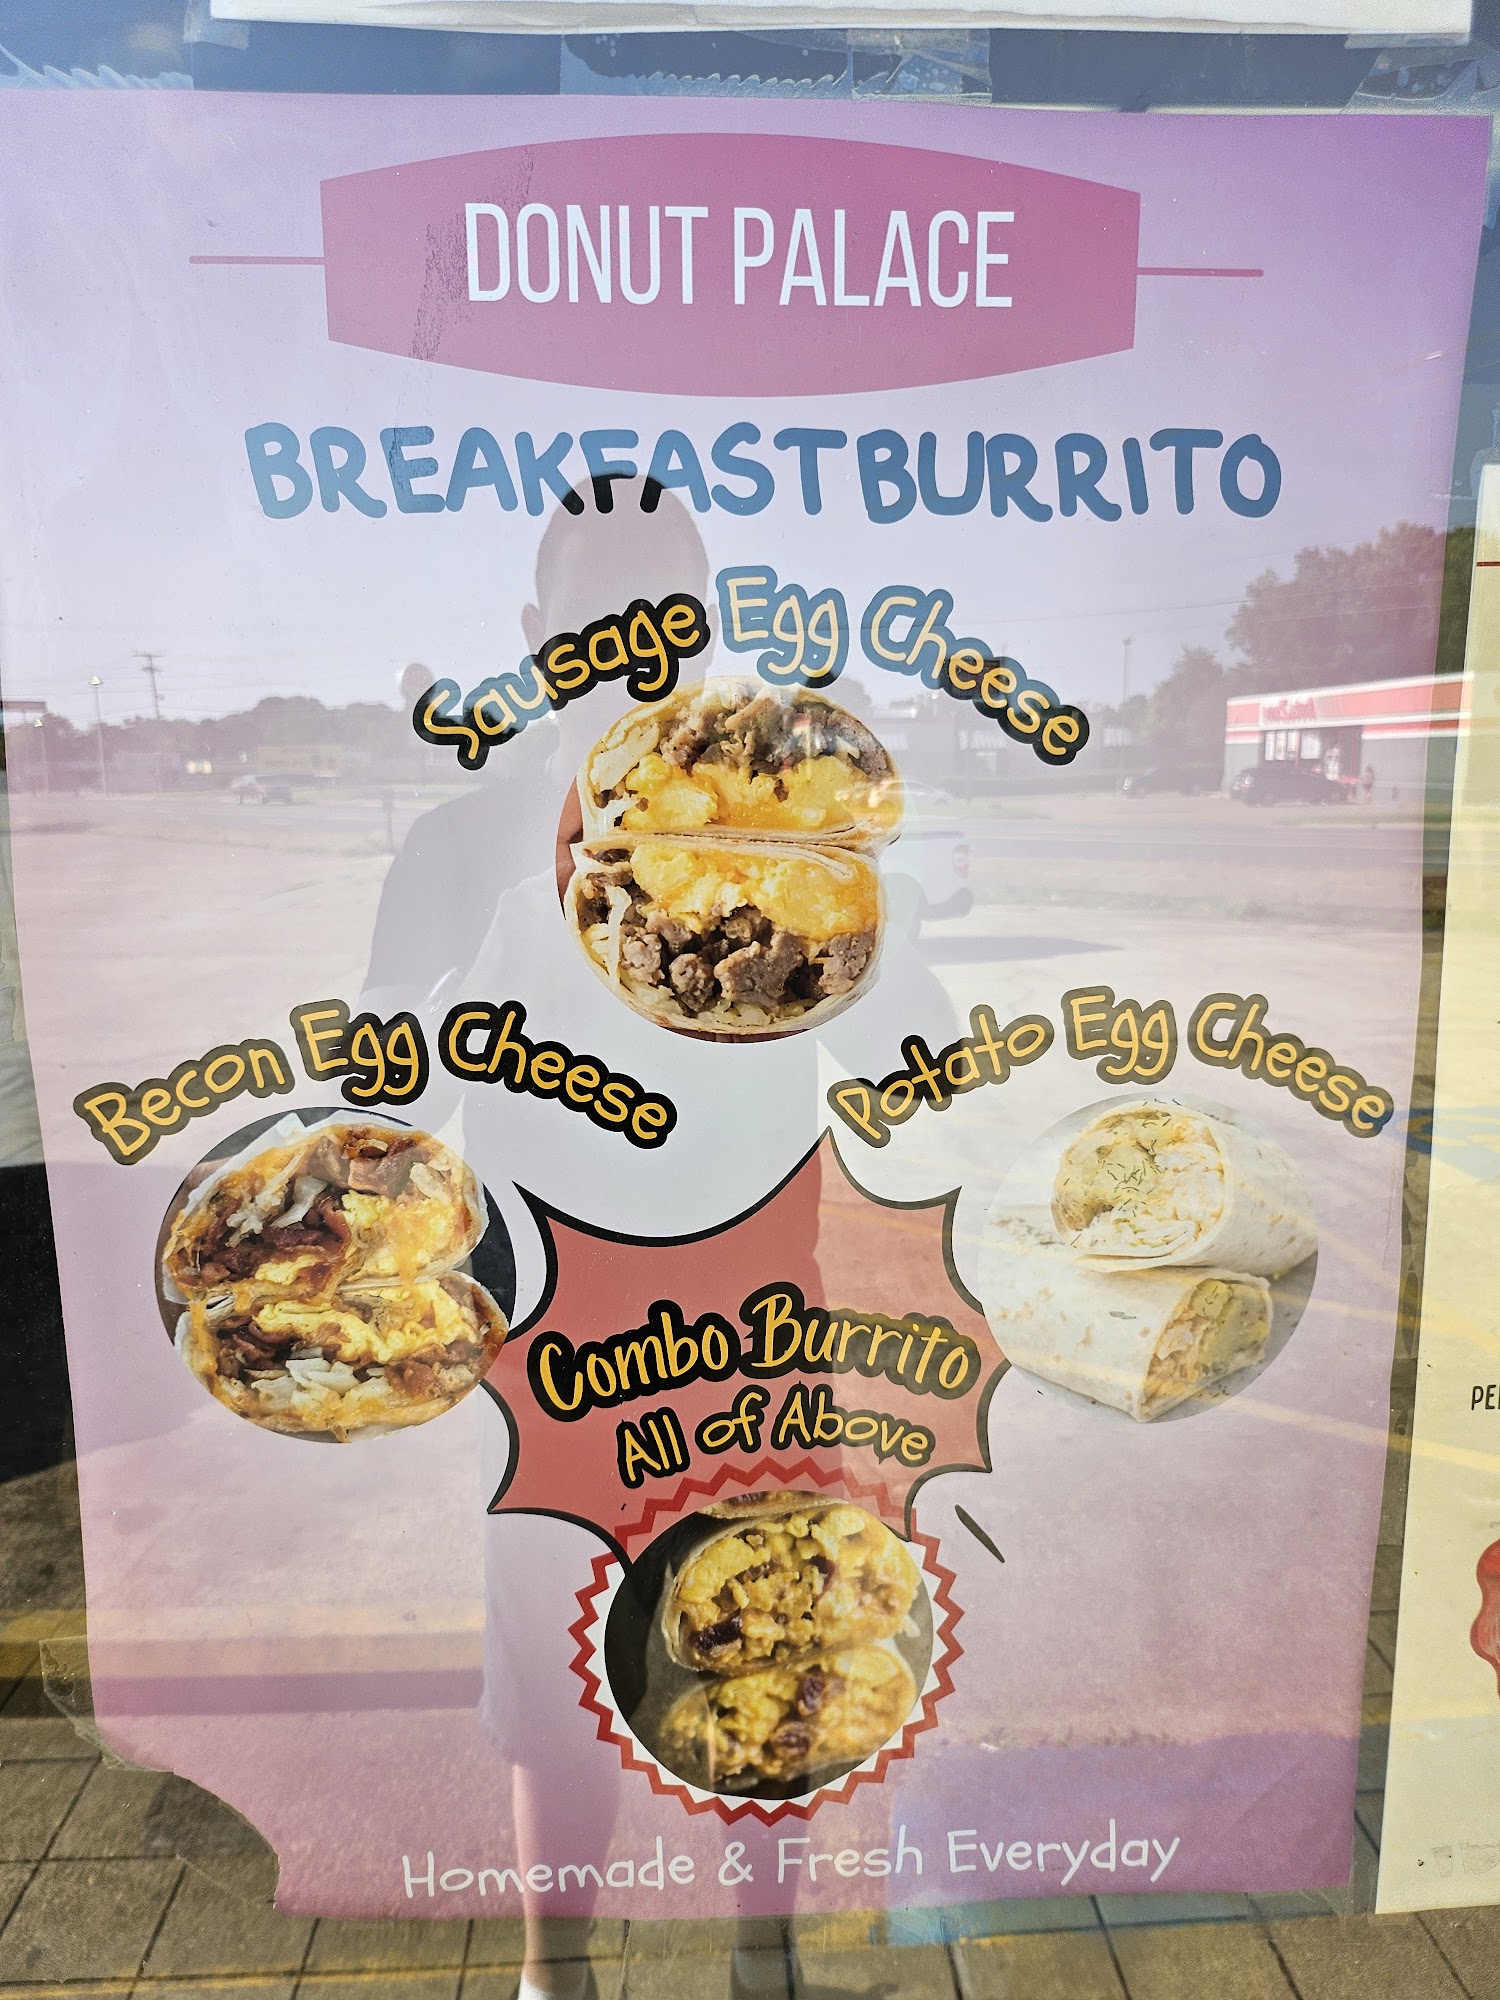 DONUT PALACE
BREAKFAST BURRITO
Sausage Egg Cheese
Becon Egg Cheese
Potato Egg Cheese
Combo Burrito
All of Above
Homemade & Fresh Everyday